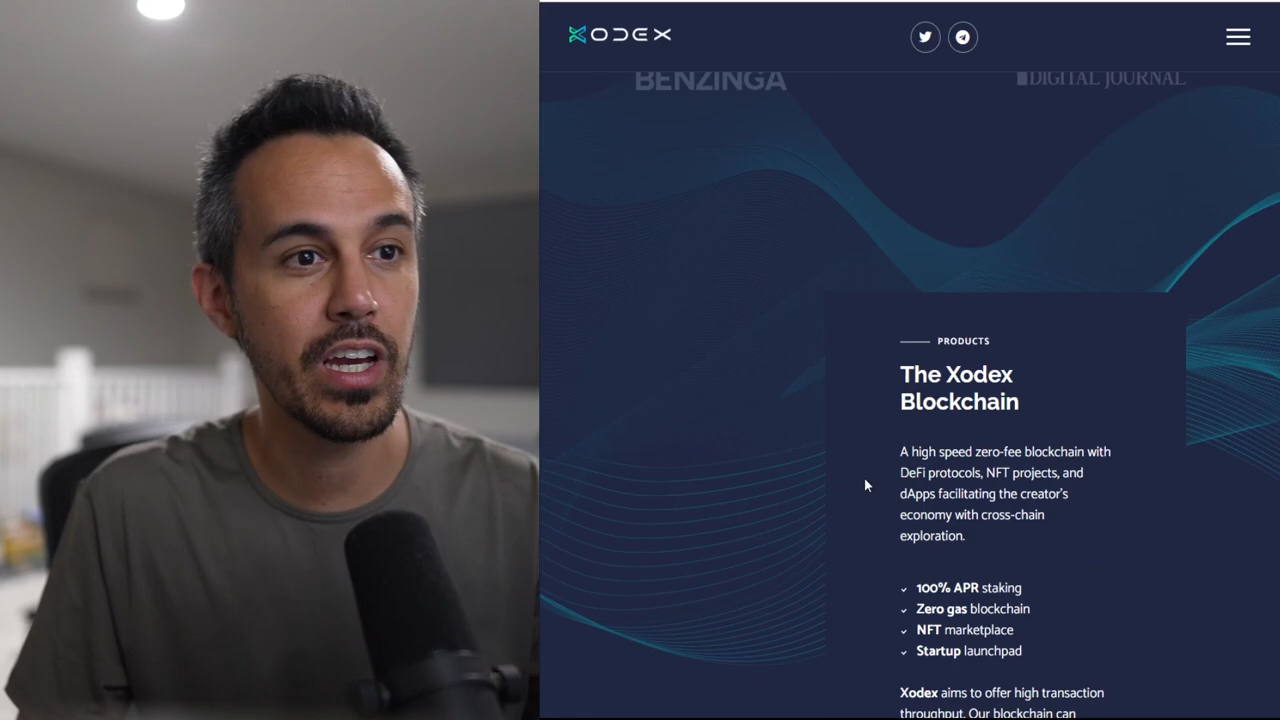 XODEX
BENZINGA
DIGITAL JOURNAL
PRODUCTS
The Xodex
Blockchain
A high speed zero-fee blockchain with
DeFi protocols, NFT projects, and
dApps facilitating the creator's
economy with cross-chain
exploration.
100% APR staking
Zero gas blockchain
NFT marketplace
Startup launchpad
Xodex aims to offer high transaction
throughput. Our blockchain can